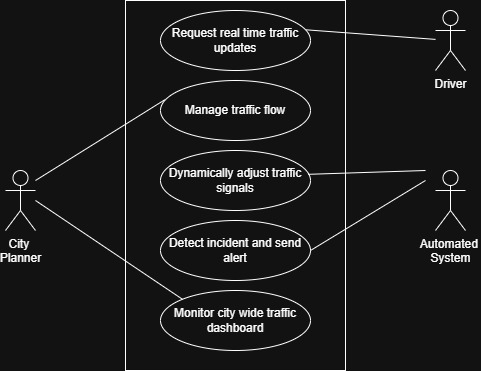 Request real time traffic
updates
Driver
Manage traffic flow
Dynamically adjust traffic
signals
City
Planner
Detect incident and send
alert
Automated
System
Monitor city wide traffic
dashboard